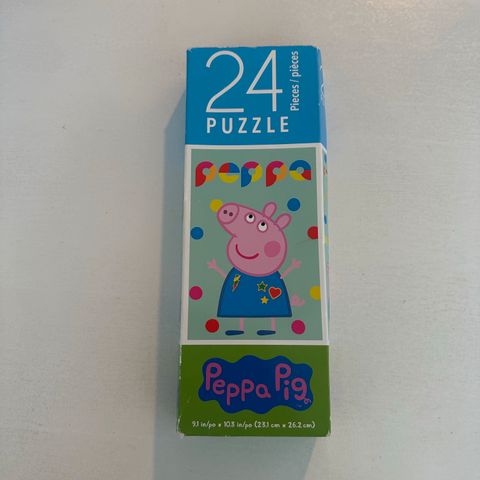 24
Pieces / pièces
PUZZLE
peppa
Peppa Pig
9.1 in/po x 10.3 in/po (23.1 cm x 26.2 cm)